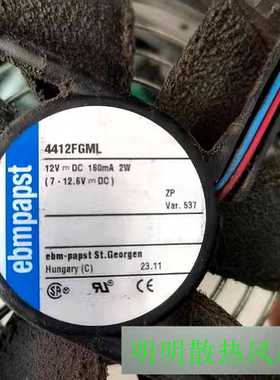 ebmpapst
4412FGML
12V⎓DC 160mA 2W
(7-12.6V⎓DC)
ZP
Var. 537
ebm-papst St.Georgen
Hungary (C)
23.11
明明散热风扇